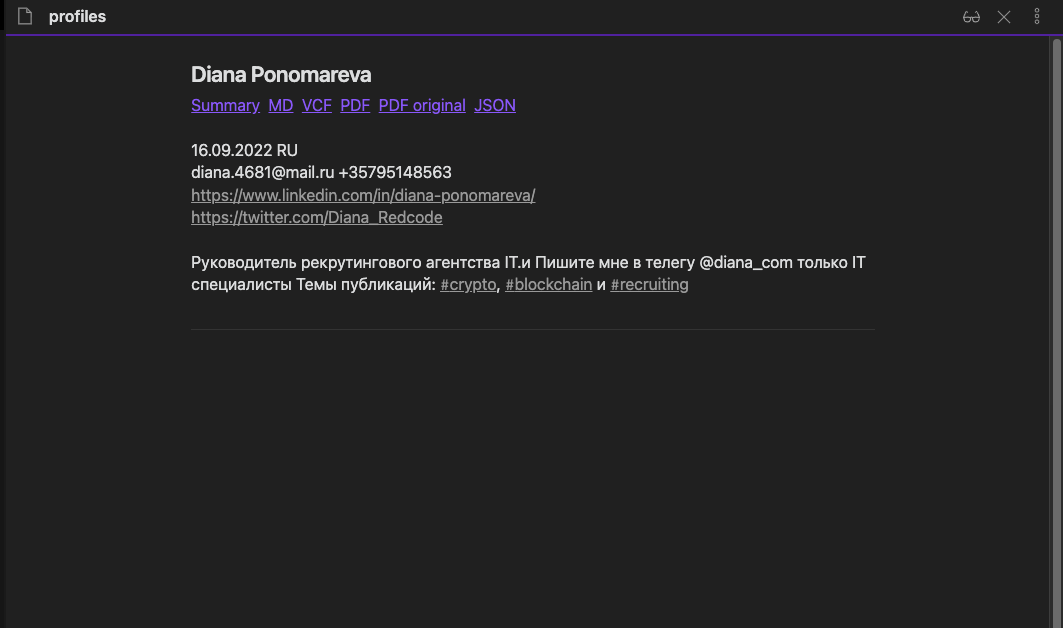 profiles
Diana Ponomareva
Summary MD VCF PDF PDF original JSON
16.09.2022 RU
diana.4681@mail.ru +35795148563
https://www.linkedin.com/in/diana-ponomareva/
https://twitter.com/Diana_Redcode
Руководитель рекрутингового агентства IT.и Пишите мне в телегу @diana_com только IT
специалисты Темы публикаций: #crypto, #blockchain и #recruiting